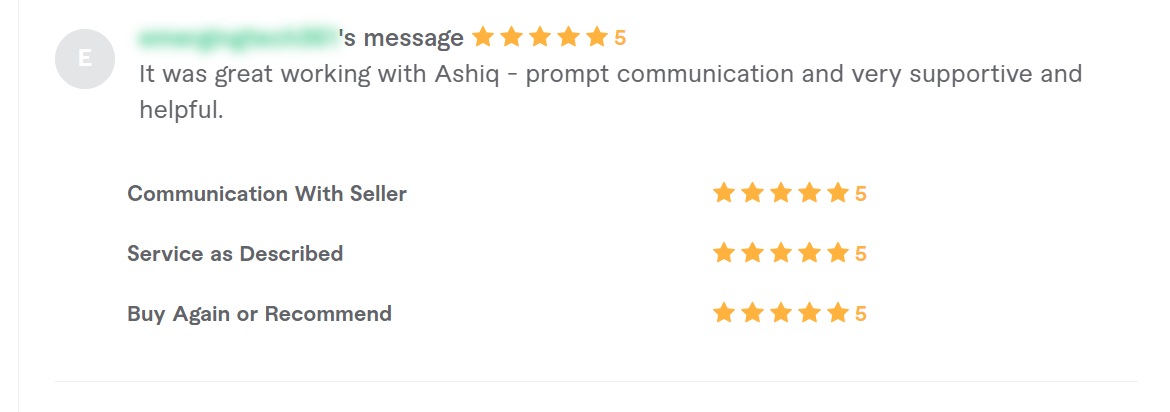 E
's message 5
It was great working with Ashiq - prompt communication and very supportive and
helpful.
Communication With Seller 5
Service as Described 5
Buy Again or Recommend 5